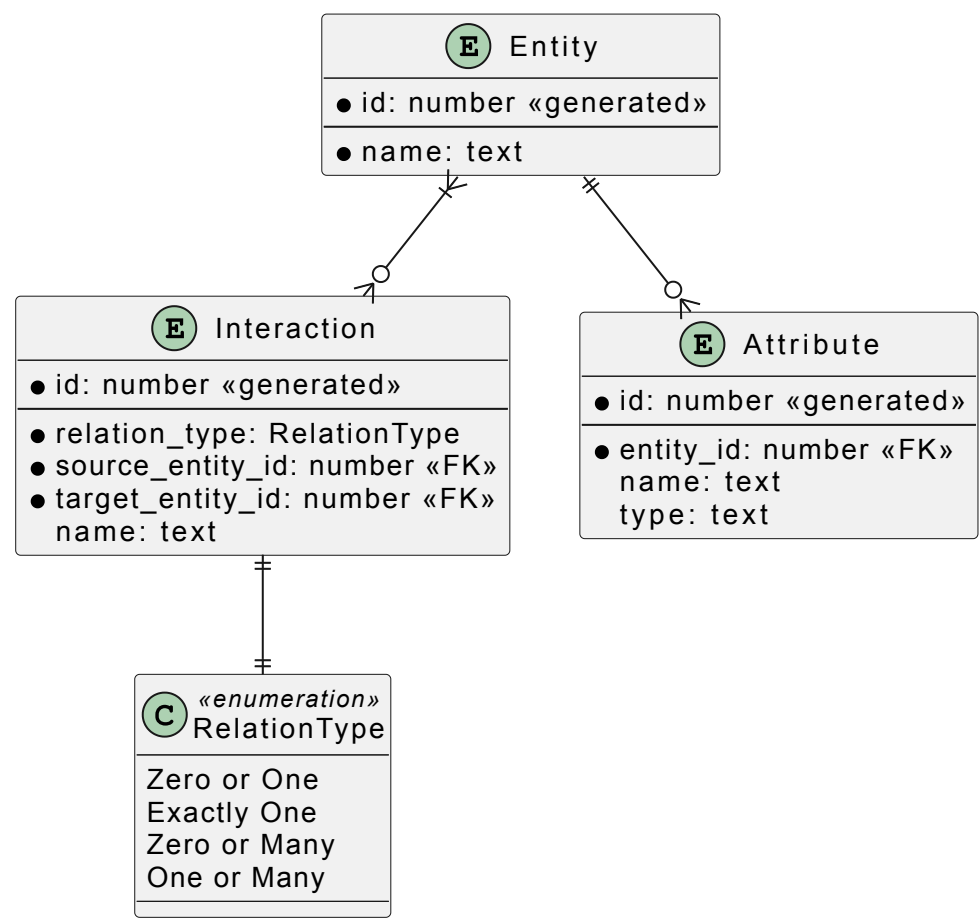 E Entity
id: number «generated»
name: text
E Interaction
id: number «generated»
relation_type: RelationType
source_entity_id: number «FK»
target_entity_id: number «FK»
name: text
E Attribute
id: number «generated»
entity_id: number «FK»
name: text
type: text
C «enumeration»
RelationType
Zero or One
Exactly One
Zero or Many
One or Many